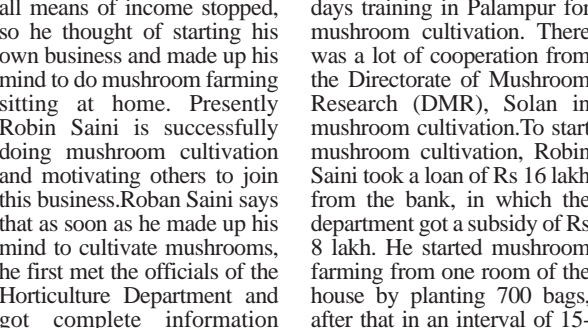 all means of income stopped,
so he thought of starting his
own business and made up his
mind to do mushroom farming
sitting at home. Presently
Robin Saini is successfully
doing mushroom cultivation
and motivating others to join
this business.Roban Saini says
that as soon as he made up his
mind to cultivate mushrooms,
he first met the officials of the
Horticulture Department and
got complete information
days training in Palampur for
mushroom cultivation. There
was a lot of cooperation from
the Directorate of Mushroom
Research (DMR), Solan in
mushroom cultivation.To start
mushroom cultivation, Robin
Saini took a loan of Rs 16 lakh
from the bank, in which the
department got a subsidy of Rs
8 lakh. He started mushroom
farming from one room of the
house by planting 700 bags,
after that in an interval of 15-